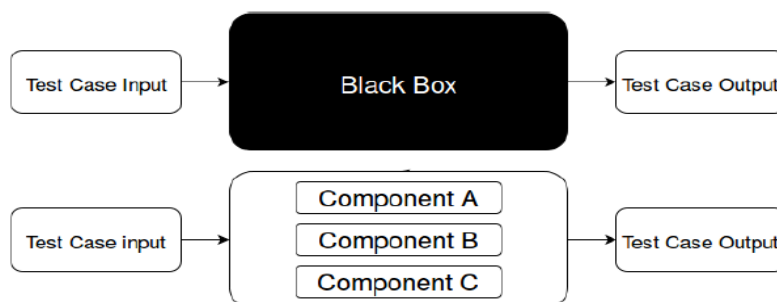 Test Case Input
Black Box
Test Case Output
Component A
Test Case input
Component B
Test Case Output
Component C